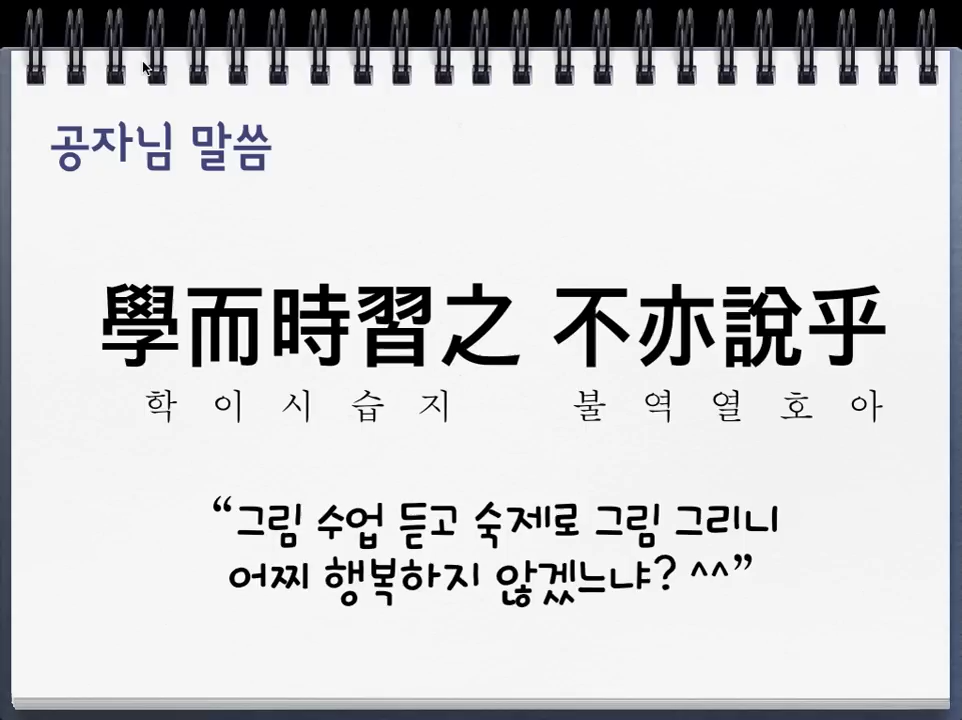 공자님 말씀
學而時習之 不亦說乎
학 이 시 습 지 불 역 열 호 아
“그림 수업 듣고 숙제로 그림 그리니
어찌 행복하지 않겠느냐? ^^”